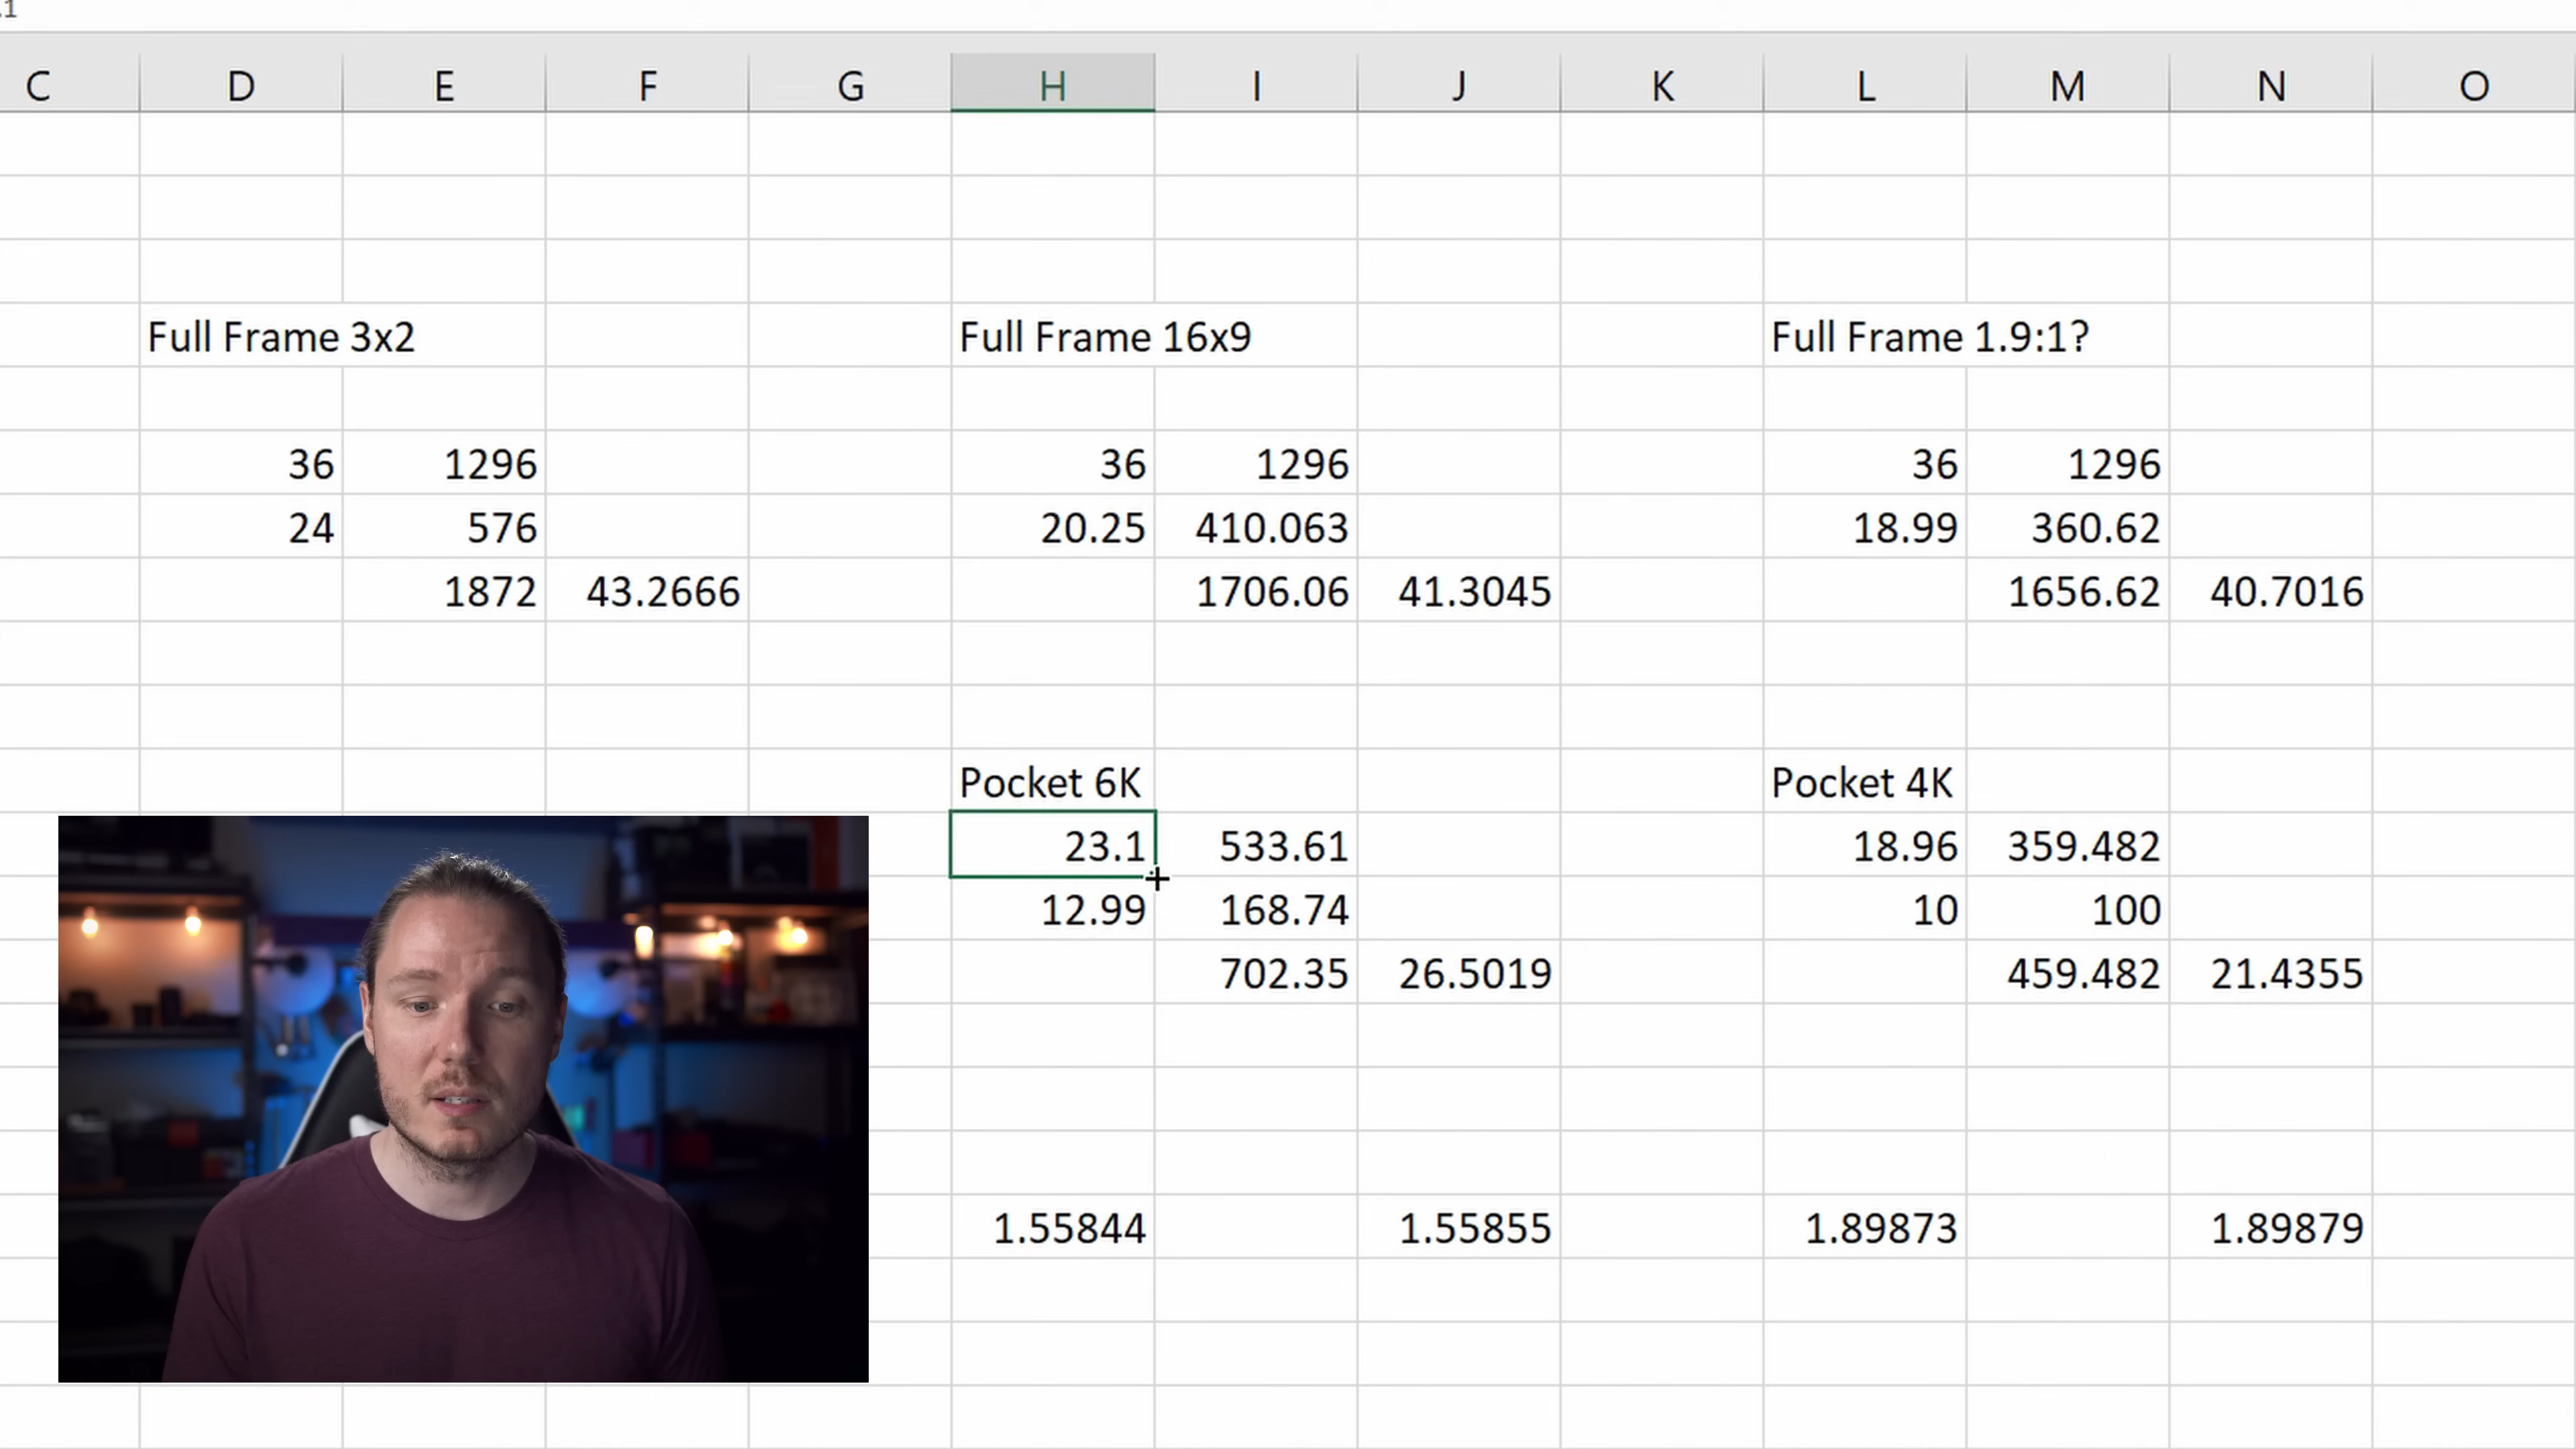 .1
C D E F G H I J K L M N O
Full Frame 3x2 Full Frame 16x9 Full Frame 1.9:1?
36 1296 36 1296 36 1296
24 576 20.25 410.063 18.99 360.62
1872 43.2666 1706.06 41.3045 1656.62 40.7016
Pocket 6K Pocket 4K
23.1 533.61 18.96 359.482
12.99 168.74 10 100
702.35 26.5019 459.482 21.4355
1.55844 1.55855 1.89873 1.89879